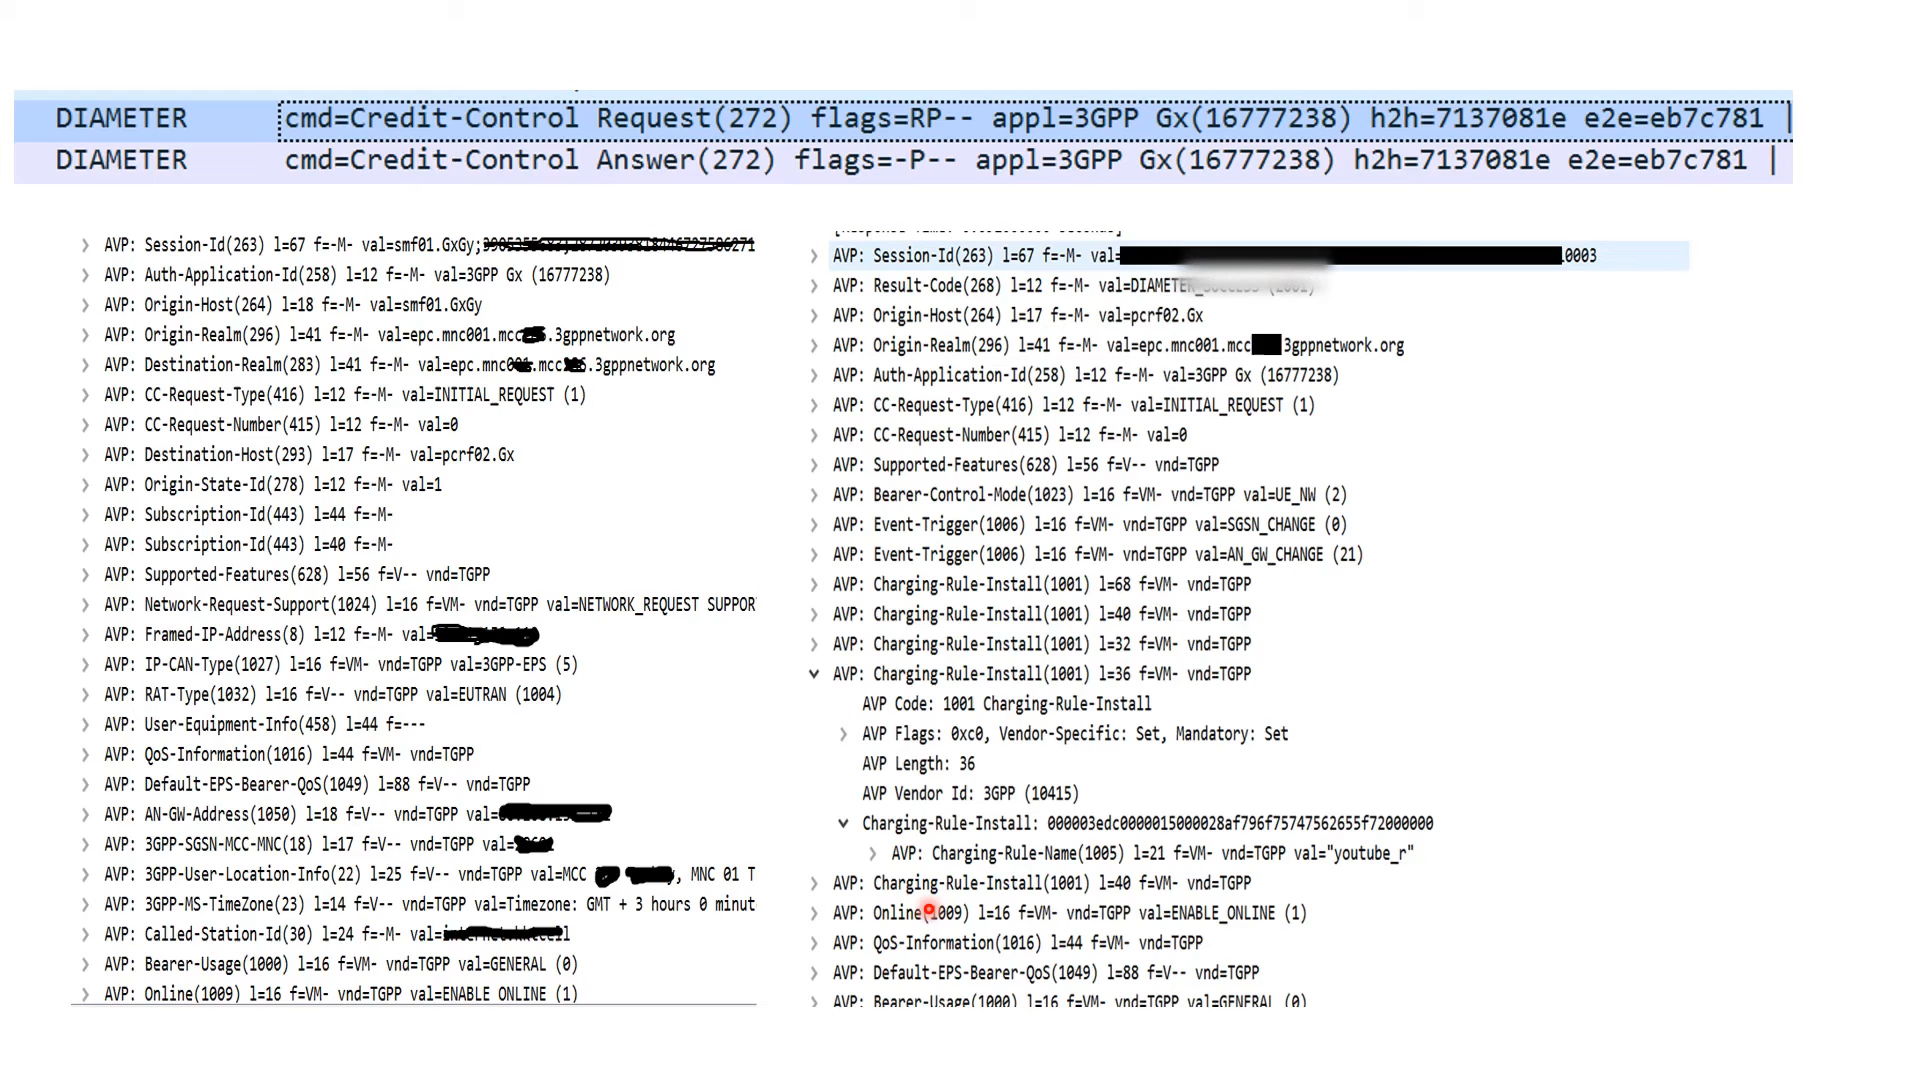 DIAMETER cmd=Credit-Control Request(272) flags=RP-- appl=3GPP Gx(16777238) h2h=7137081e e2e=eb7c781 |
DIAMETER cmd=Credit-Control Answer(272) flags=-P-- appl=3GPP Gx(16777238) h2h=7137081e e2e=eb7c781 |
AVP: Session-Id(263) l=67 f=-M- val=smf01.GxGy;
AVP: Auth-Application-Id(258) l=12 f=-M- val=3GPP Gx (16777238)
AVP: Origin-Host(264) l=18 f=-M- val=smf01.GxGy
AVP: Origin-Realm(296) l=41 f=-M- val=epc.mnc001.mcc .3gppnetwork.org
AVP: Destination-Realm(283) l=41 f=-M- val=epc.mnc .mcc .3gppnetwork.org
AVP: CC-Request-Type(416) l=12 f=-M- val=INITIAL_REQUEST (1)
AVP: CC-Request-Number(415) l=12 f=-M- val=0
AVP: Destination-Host(293) l=17 f=-M- val=pcrf02.Gx
AVP: Origin-State-Id(278) l=12 f=-M- val=1
AVP: Subscription-Id(443) l=44 f=-M-
AVP: Subscription-Id(443) l=40 f=-M-
AVP: Supported-Features(628) l=56 f=V-- vnd=TGPP
AVP: Network-Request-Support(1024) l=16 f=VM- vnd=TGPP val=NETWORK_REQUEST SUPPOR
AVP: Framed-IP-Address(8) l=12 f=-M- val=
AVP: IP-CAN-Type(1027) l=16 f=VM- vnd=TGPP val=3GPP-EPS (5)
AVP: RAT-Type(1032) l=16 f=V-- vnd=TGPP val=EUTRAN (1004)
AVP: User-Equipment-Info(458) l=44 f=---
AVP: QoS-Information(1016) l=44 f=VM- vnd=TGPP
AVP: Default-EPS-Bearer-QoS(1049) l=88 f=V-- vnd=TGPP
AVP: AN-GW-Address(1050) l=18 f=V-- vnd=TGPP val=
AVP: 3GPP-SGSN-MCC-MNC(18) l=17 f=V-- vnd=TGPP val=
AVP: 3GPP-User-Location-Info(22) l=25 f=V-- vnd=TGPP val=MCC , MNC 01 T
AVP: 3GPP-MS-TimeZone(23) l=14 f=V-- vnd=TGPP val=Timezone: GMT + 3 hours 0 minut
AVP: Called-Station-Id(30) l=24 f=-M- val=
AVP: Bearer-Usage(1000) l=16 f=VM- vnd=TGPP val=GENERAL (0)
AVP: Online(1009) l=16 f=VM- vnd=TGPP val=ENABLE ONLINE (1)
AVP: Session-Id(263) l=67 f=-M- val= 0003
AVP: Result-Code(268) l=12 f=-M- val=DIAMETER_SUCCESS (2001)
AVP: Origin-Host(264) l=17 f=-M- val=pcrf02.Gx
AVP: Origin-Realm(296) l=41 f=-M- val=epc.mnc001.mcc 3gppnetwork.org
AVP: Auth-Application-Id(258) l=12 f=-M- val=3GPP Gx (16777238)
AVP: CC-Request-Type(416) l=12 f=-M- val=INITIAL_REQUEST (1)
AVP: CC-Request-Number(415) l=12 f=-M- val=0
AVP: Supported-Features(628) l=56 f=V-- vnd=TGPP
AVP: Bearer-Control-Mode(1023) l=16 f=VM- vnd=TGPP val=UE_NW (2)
AVP: Event-Trigger(1006) l=16 f=VM- vnd=TGPP val=SGSN_CHANGE (0)
AVP: Event-Trigger(1006) l=16 f=VM- vnd=TGPP val=AN_GW_CHANGE (21)
AVP: Charging-Rule-Install(1001) l=68 f=VM- vnd=TGPP
AVP: Charging-Rule-Install(1001) l=40 f=VM- vnd=TGPP
AVP: Charging-Rule-Install(1001) l=32 f=VM- vnd=TGPP
AVP: Charging-Rule-Install(1001) l=36 f=VM- vnd=TGPP
AVP Code: 1001 Charging-Rule-Install
AVP Flags: 0xc0, Vendor-Specific: Set, Mandatory: Set
AVP Length: 36
AVP Vendor Id: 3GPP (10415)
Charging-Rule-Install: 000003edc0000015000028af796f75747562655f72000000
AVP: Charging-Rule-Name(1005) l=21 f=VM- vnd=TGPP val="youtube_r"
AVP: Charging-Rule-Install(1001) l=40 f=VM- vnd=TGPP
AVP: Online(1009) l=16 f=VM- vnd=TGPP val=ENABLE_ONLINE (1)
AVP: QoS-Information(1016) l=44 f=VM- vnd=TGPP
AVP: Default-EPS-Bearer-QoS(1049) l=88 f=V-- vnd=TGPP
AVP: Bearer-Usage(1000) l=16 f=VM- vnd=TGPP val=GENERAL (0)